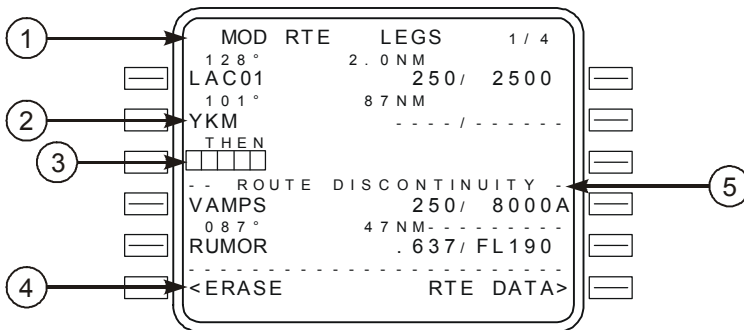 MOD RTE LEGS 1/4
128° 2.0NM
LAC01 250/ 2500
101° 87NM
YKM ----/------
THEN
□□□□□
-- ROUTE DISCONTINUITY -
VAMPS 250/ 8000A
087° 47NM---------
RUMOR .637/FL190
--------------------------
<ERASE RTE DATA>
1
2
3
4
5